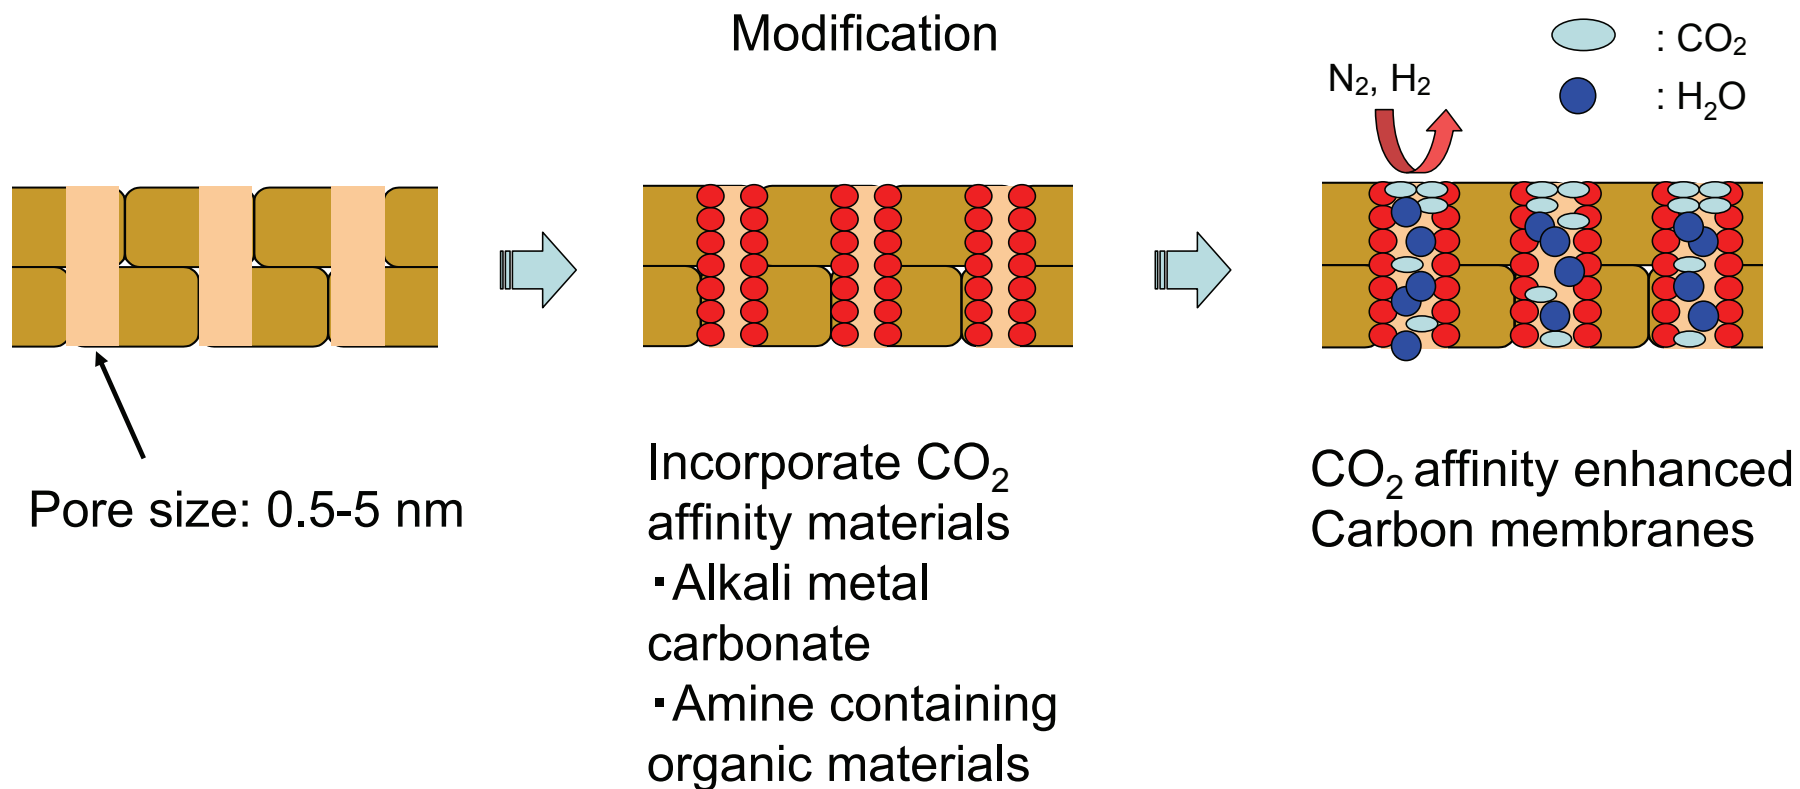 Modification
: CO₂
N₂, H₂
: H₂O
Pore size: 0.5-5 nm
Incorporate CO₂
affinity materials
･Alkali metal
carbonate
･Amine containing
organic materials
CO₂ affinity enhanced
Carbon membranes